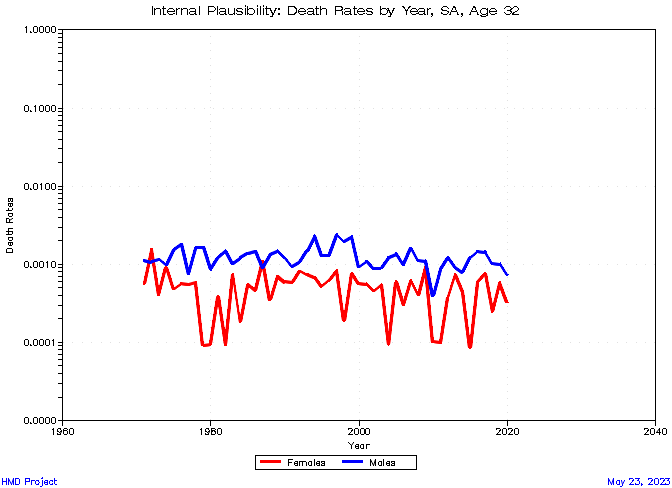 Internal Plausibility: Death Rates by Year, SA, Age 32
1.0000
0.1000
0.0100
0.0010
0.0001
0.0000
Death Rates
1960
1980
2000
2020
2040
Year
Females
Males
HMD Project
May 23, 2023